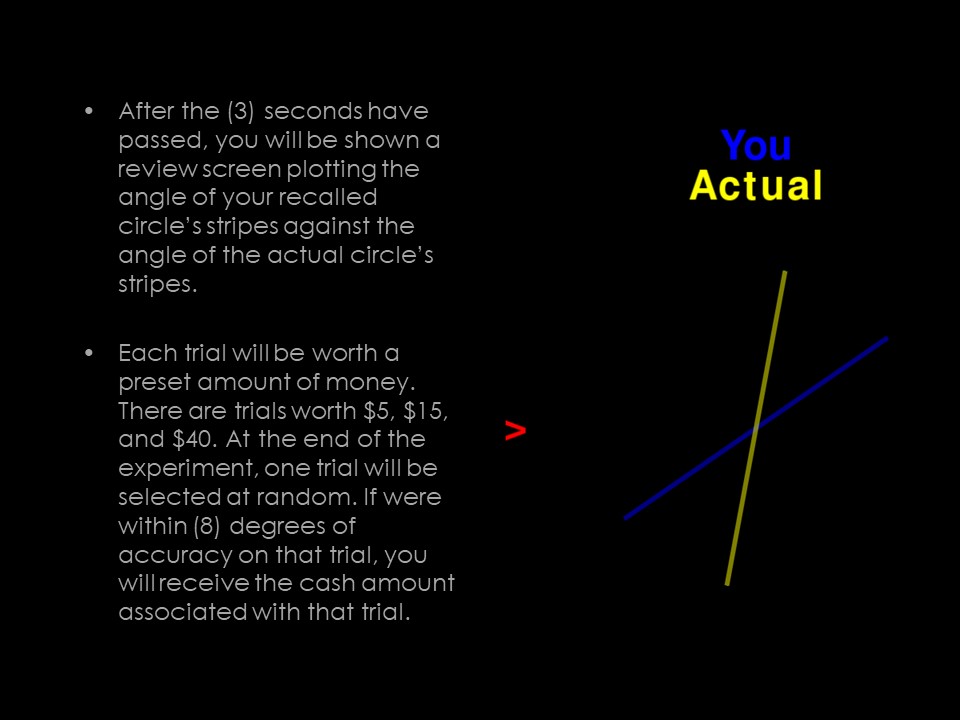 • After the (3) seconds have
passed, you will be shown a
review screen plotting the
angle of your recalled
circle’s stripes against the
angle of the actual circle’s
stripes.
• Each trial will be worth a
preset amount of money.
There are trials worth $5, $15,
and $40. At the end of the
experiment, one trial will be
selected at random. If were
within (8) degrees of
accuracy on that trial, you
will receive the cash amount
associated with that trial.
>
You
Actual